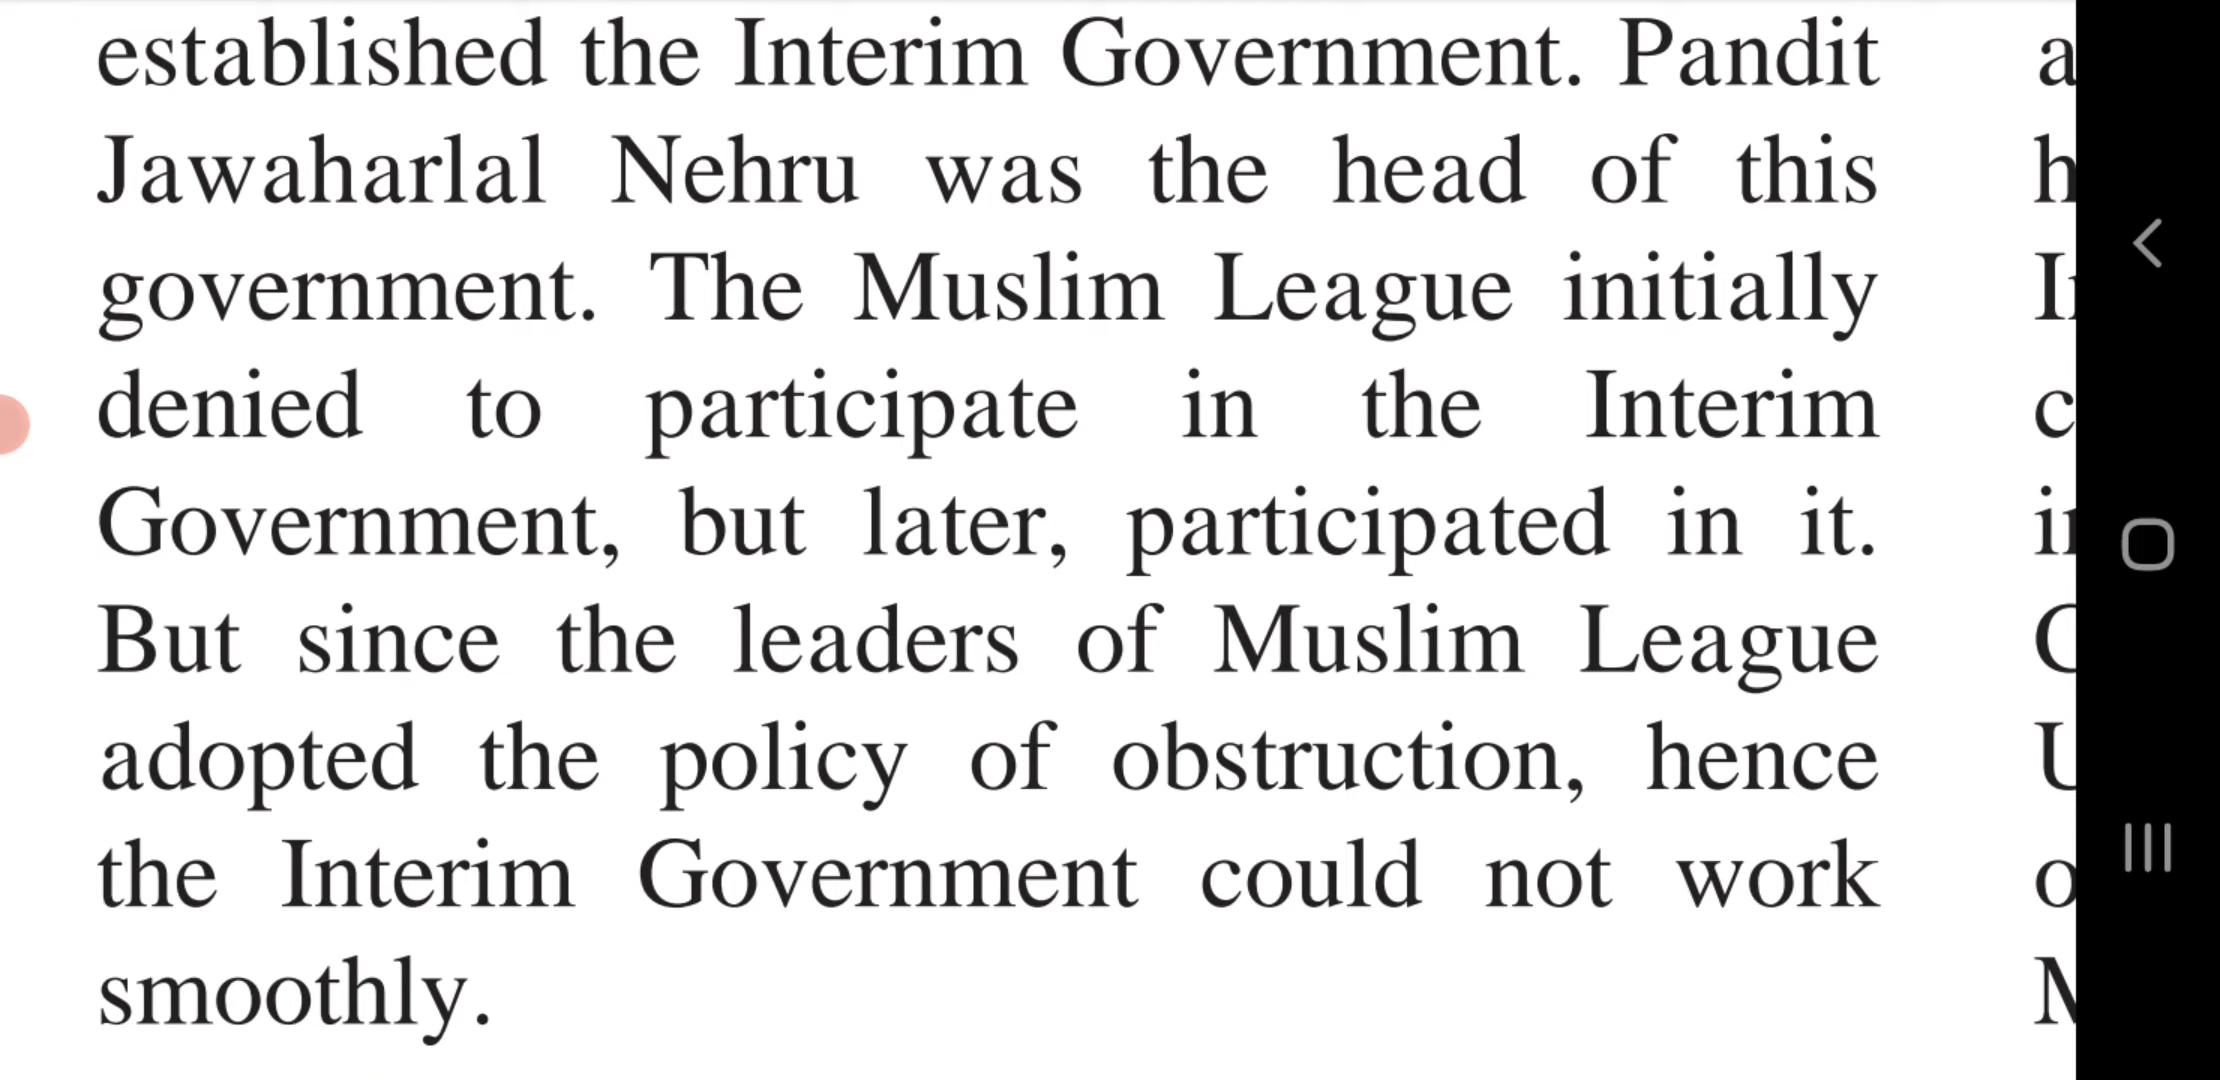 established the Interim Government. Pandit
Jawaharlal Nehru was the head of this
government. The Muslim League initially
denied to participate in the Interim
Government, but later, participated in it.
But since the leaders of Muslim League
adopted the policy of obstruction, hence
the Interim Government could not work
smoothly.